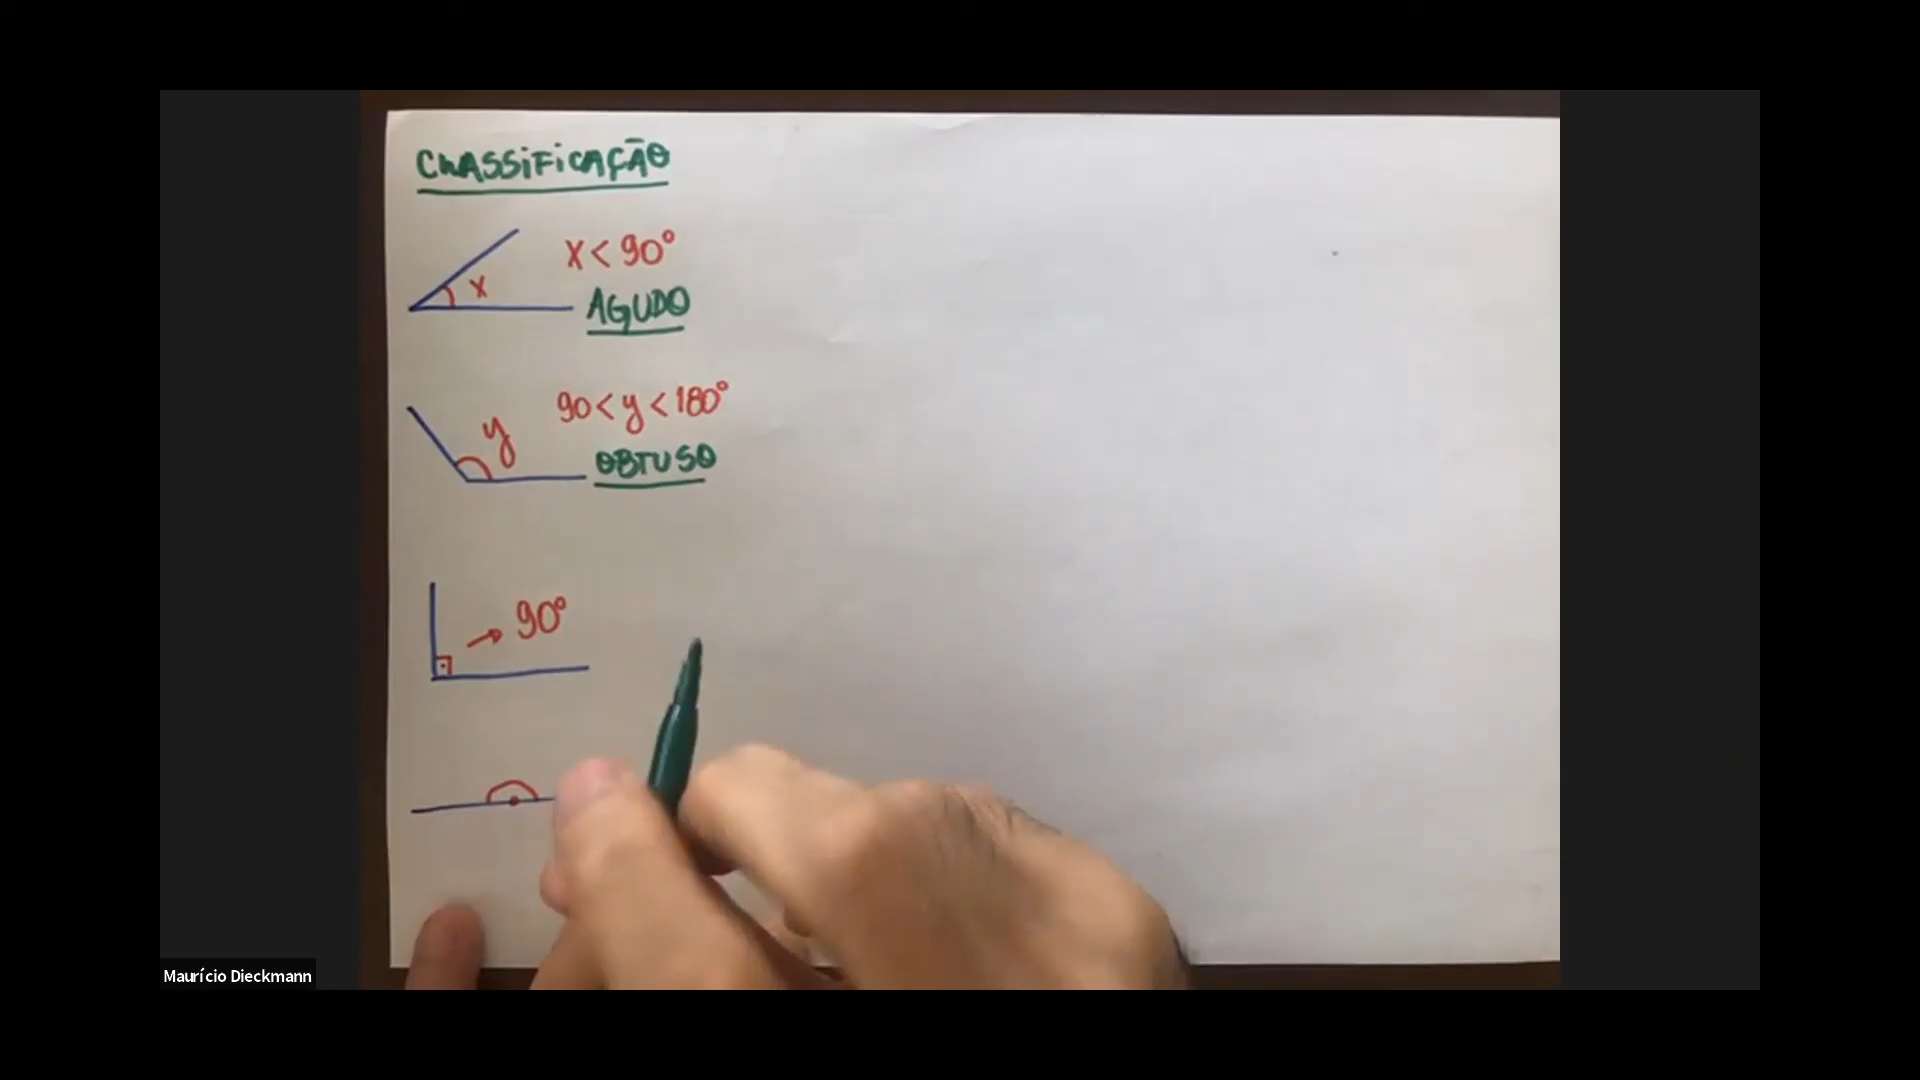 CLASSIFICAÇÃO
x < 90°
x
AGUDO
90 < y < 180°
y
OBTUSO
90°
Maurício Dieckmann